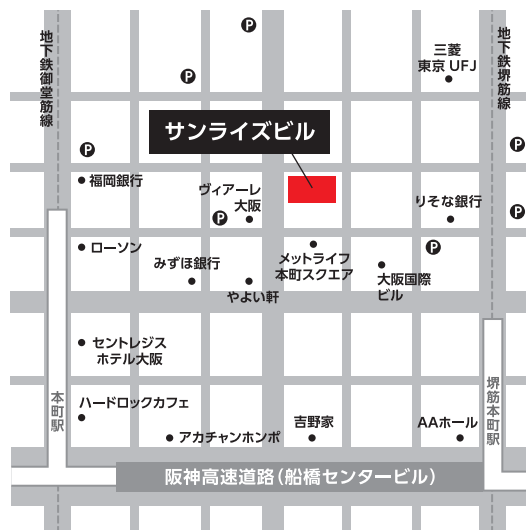 P
P
三菱
東京 UFJ
地下鉄御堂筋線
地下鉄堺筋線
サンライズビル
P
P
福岡銀行
ヴィアーレ
大阪
P
りそな銀行
P
ローソン
みずほ銀行
メットライフ
本町スクエア
P
大阪国際
ビル
やよい軒
セントレジス
ホテル大阪
本町駅
ハードロックカフェ
アカチャンホンポ
吉野家
AAホール
堺筋本町駅
阪神高速道路(船橋センタービル)